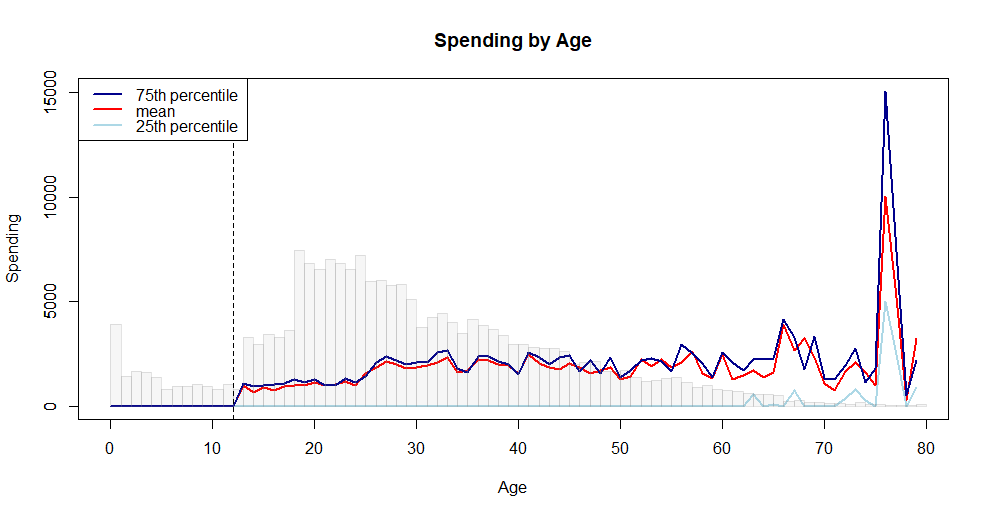 Spending by Age
75th percentile
mean
25th percentile
Spending
0
5000
10000
15000
0
10
20
30
40
50
60
70
80
Age